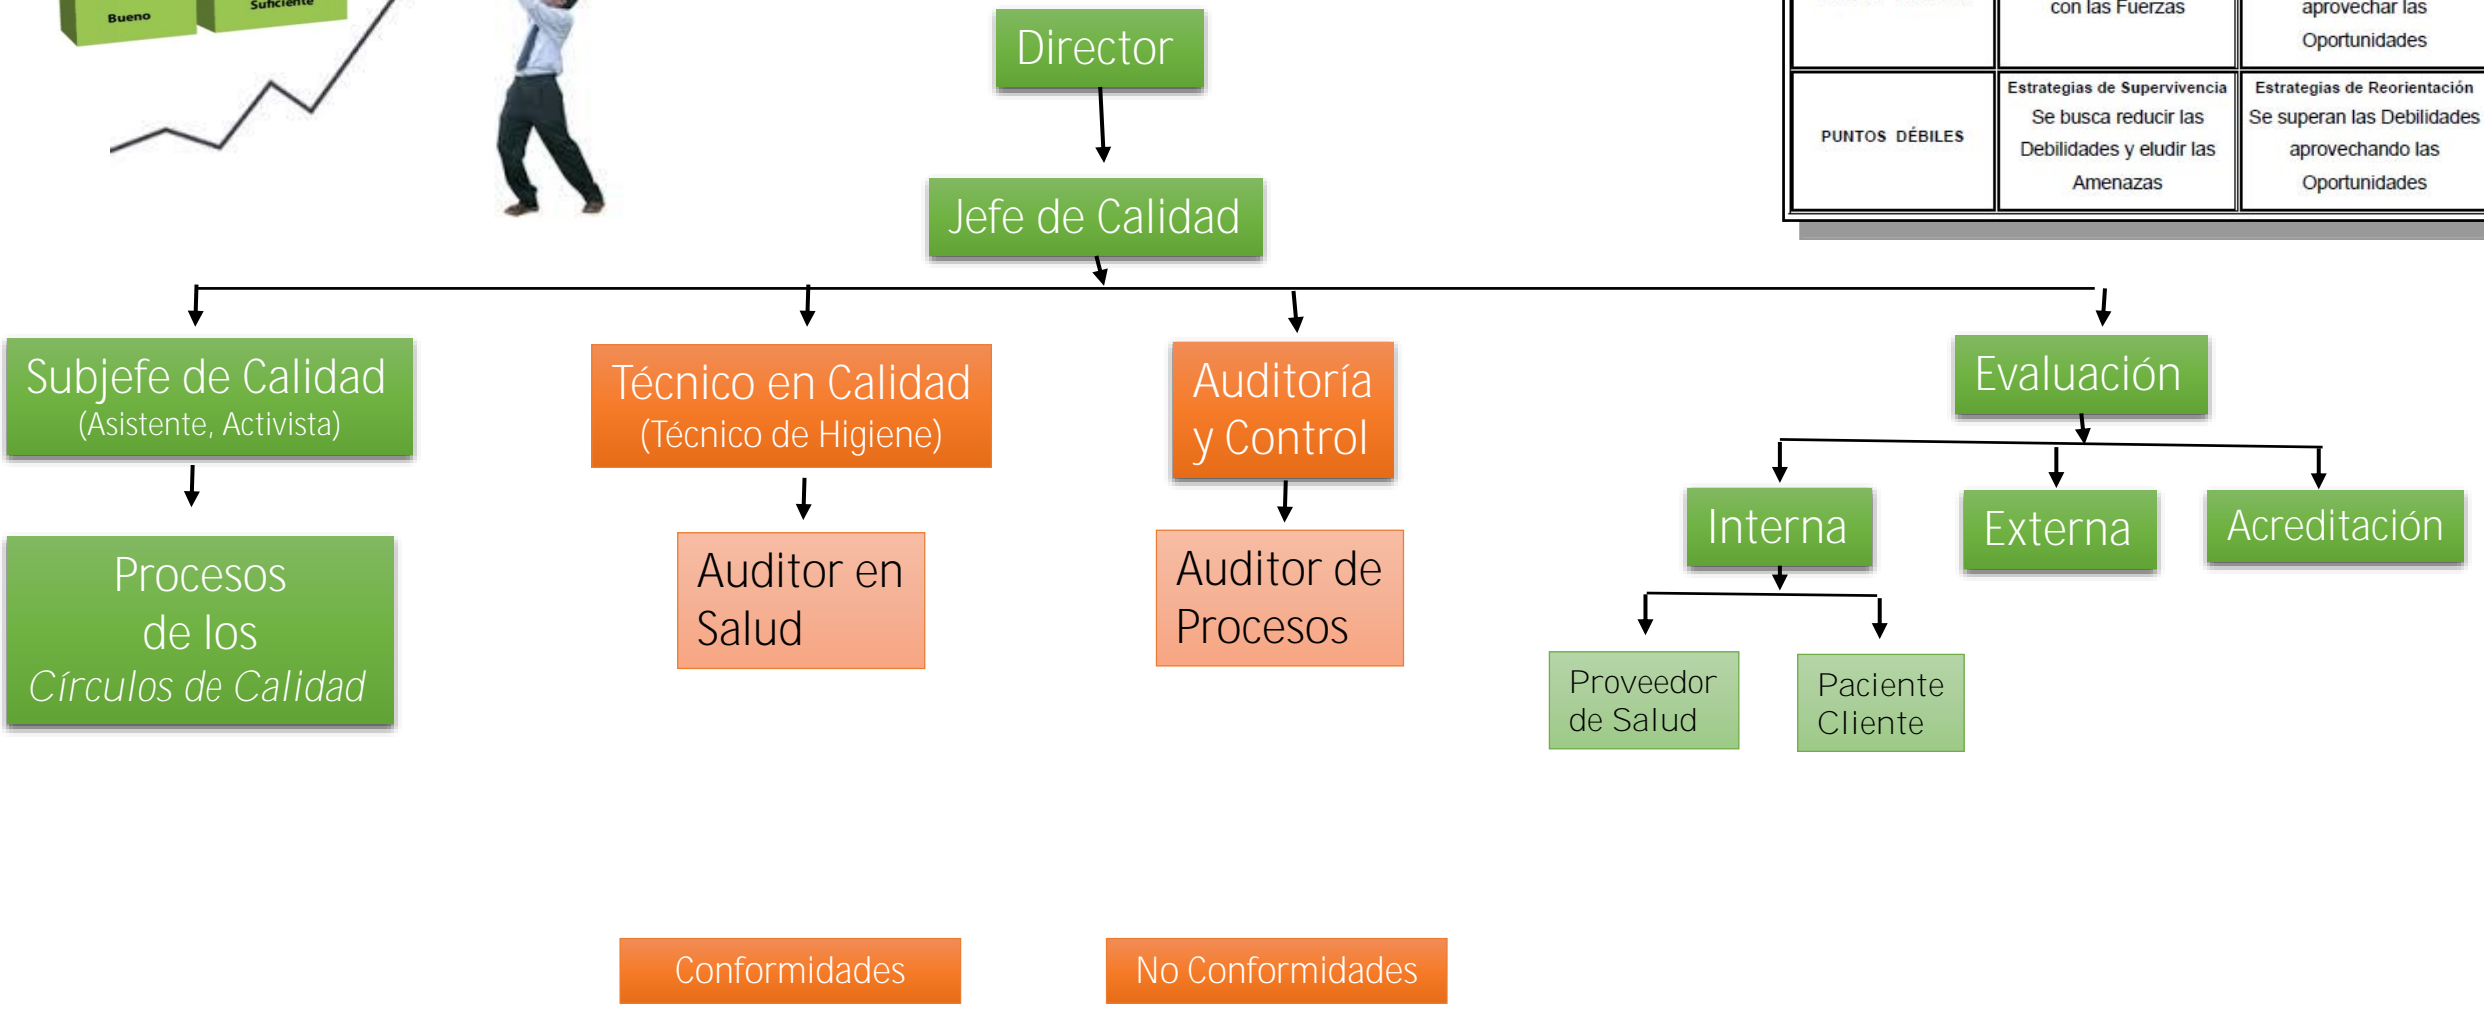 Bueno
Suficiente
con las Fuerzas
aprovechar las
Oportunidades
PUNTOS DÉBILES
Estrategias de Supervivencia
Se busca reducir las
Debilidades y eludir las
Amenazas
Estrategias de Reorientación
Se superan las Debilidades
aprovechando las
Oportunidades
Director
Jefe de Calidad
Subjefe de Calidad
(Asistente, Activista)
Técnico en Calidad
(Técnico de Higiene)
Auditoría
y Control
Evaluación
Procesos
de los
Círculos de Calidad
Auditor en
Salud
Auditor de
Procesos
Interna
Externa
Acreditación
Proveedor
de Salud
Paciente
Cliente
Conformidades
No Conformidades